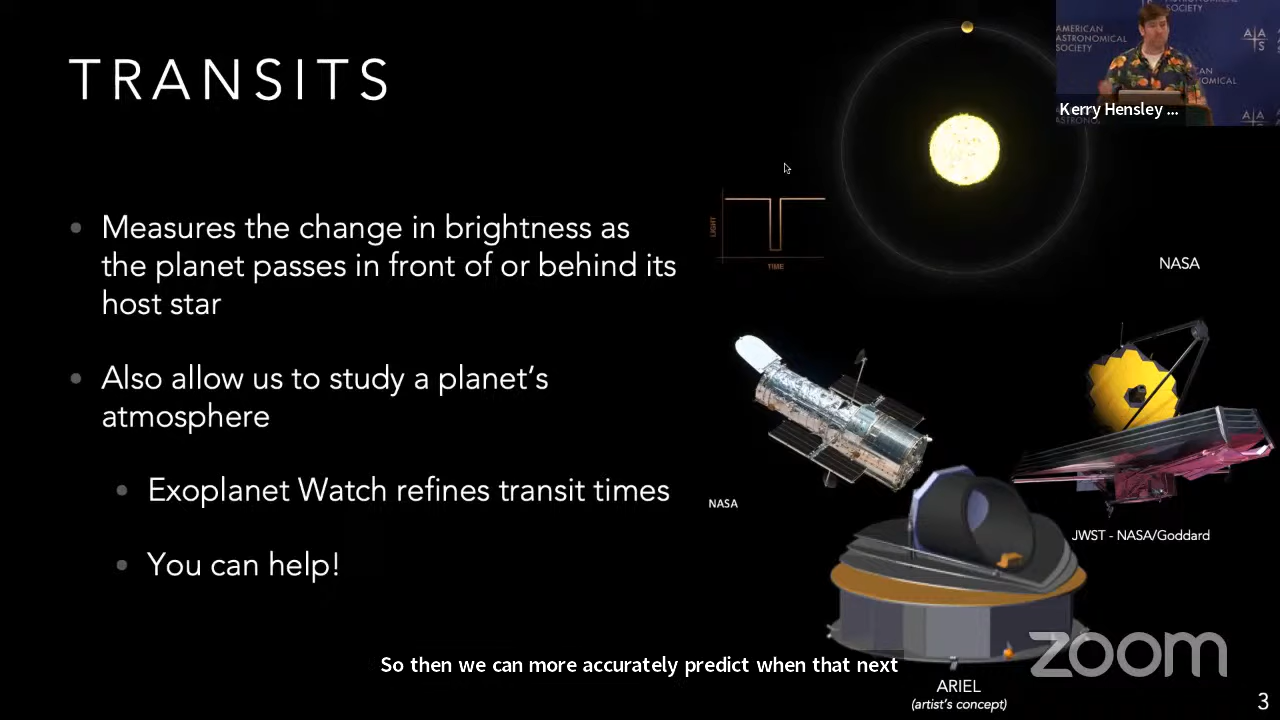 TRANSITS
Measures the change in brightness as
the planet passes in front of or behind its
host star
Also allow us to study a planet's
atmosphere
Exoplanet Watch refines transit times
You can help!
LIGHT
TIME
NASA
NASA
JWST - NASA/Goddard
ARIEL
(artist's concept)
SOCIETY
AMERICAN
ASTRONOMICAL
SOCIETY
AAS
Kerry Hensley ...
So then we can more accurately predict when that next
zoom
3